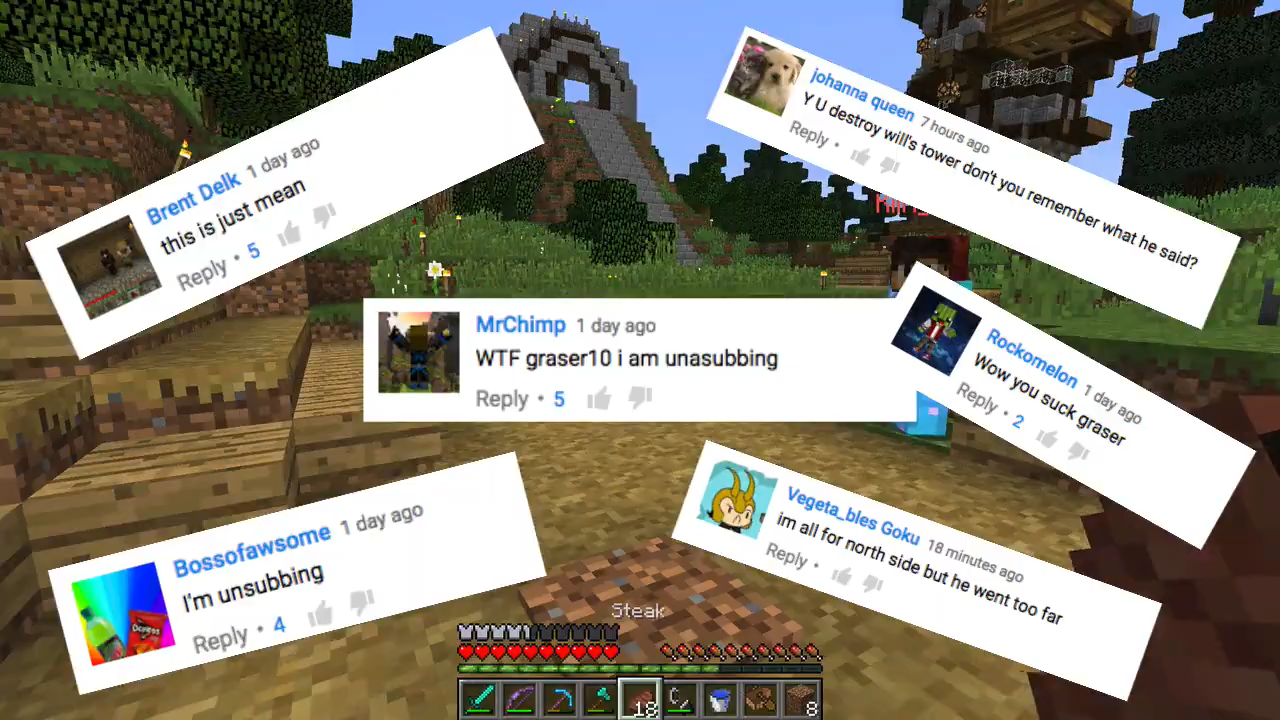 Brent Delk 1 day ago
this is just mean
Reply • 5
johanna queen 7 hours ago
Y U destroy will's tower don't you remember what he said?
Reply •
MrChimp 1 day ago
WTF graser10 i am unasubbing
Reply • 5
Rockomelon 1 day ago
Wow you suck graser
Reply • 2
Bossofawsome 1 day ago
I'm unsubbing
Reply • 4
Vegeta_bles Goku 18 minutes ago
im all for north side but he went too far
Reply •
Doritos
Steak
18
8